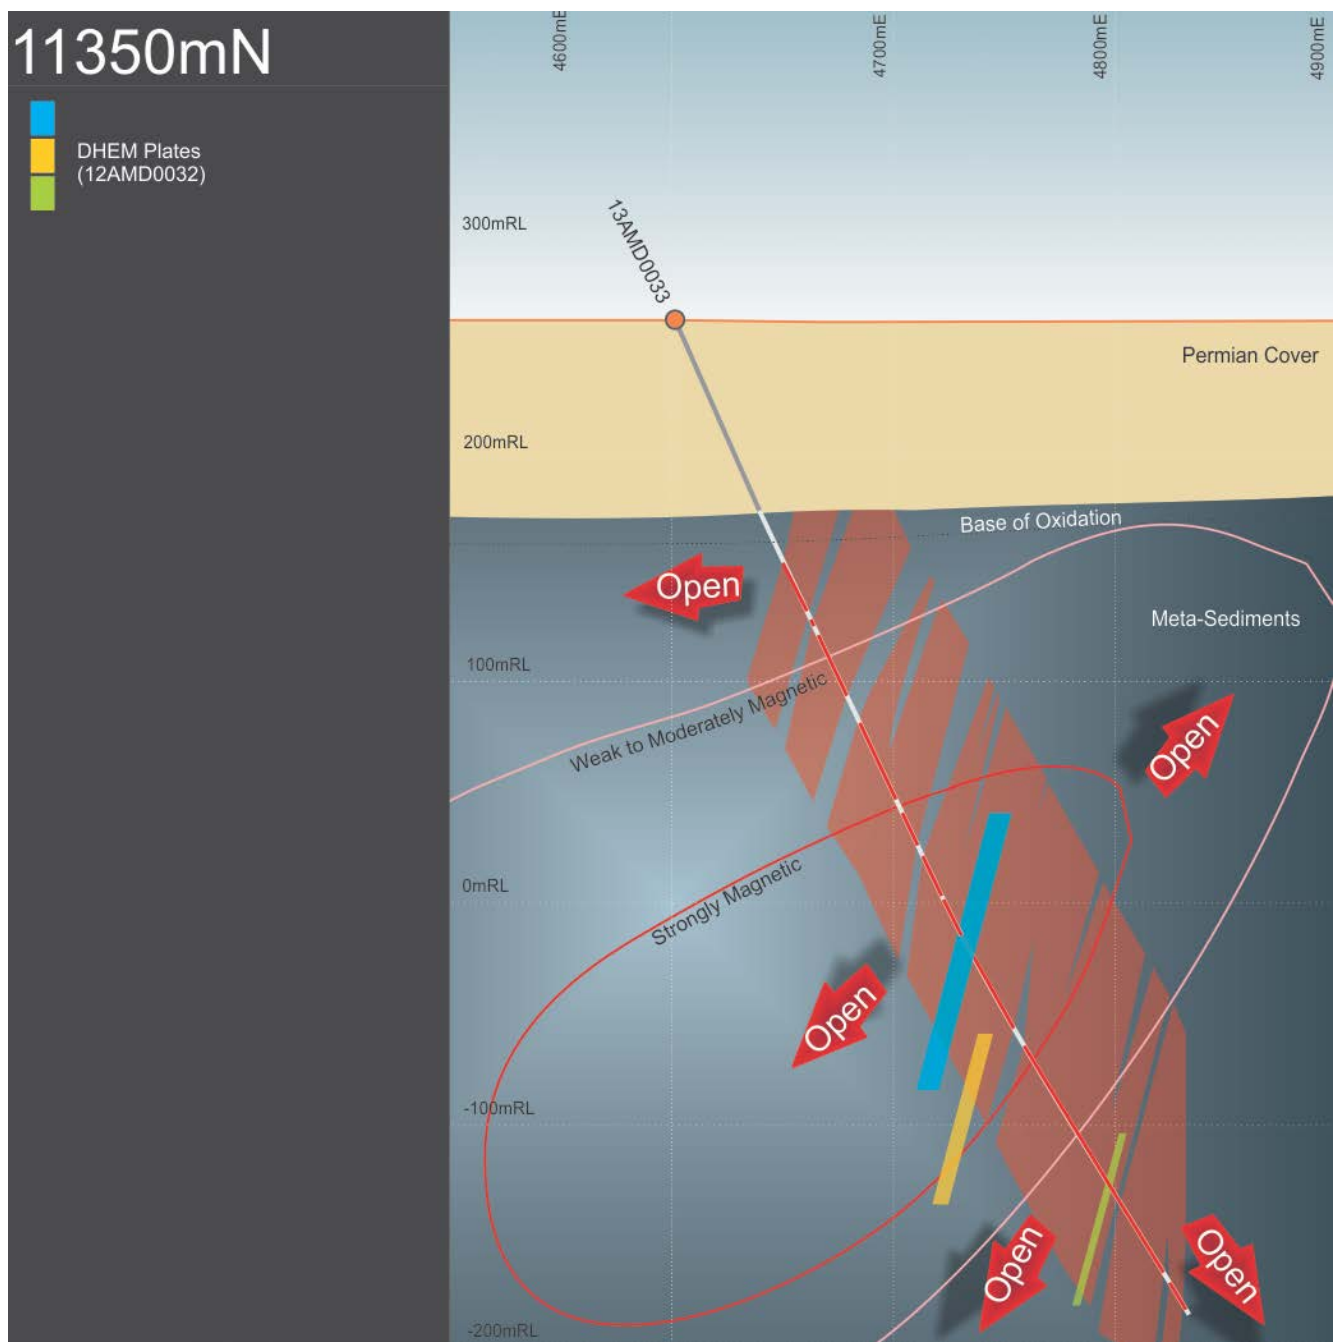 11350mN
DHEM Plates
(12AMD0032)
4600mE
4700mE
4800mE
4900mE
300mRL
13AMD0033
Permian Cover
200mRL
Base of Oxidation
Open
Meta-Sediments
100mRL
Weak to Moderately Magnetic
Open
Strongly Magnetic
0mRL
Open
-100mRL
Open
Open
-200mRL